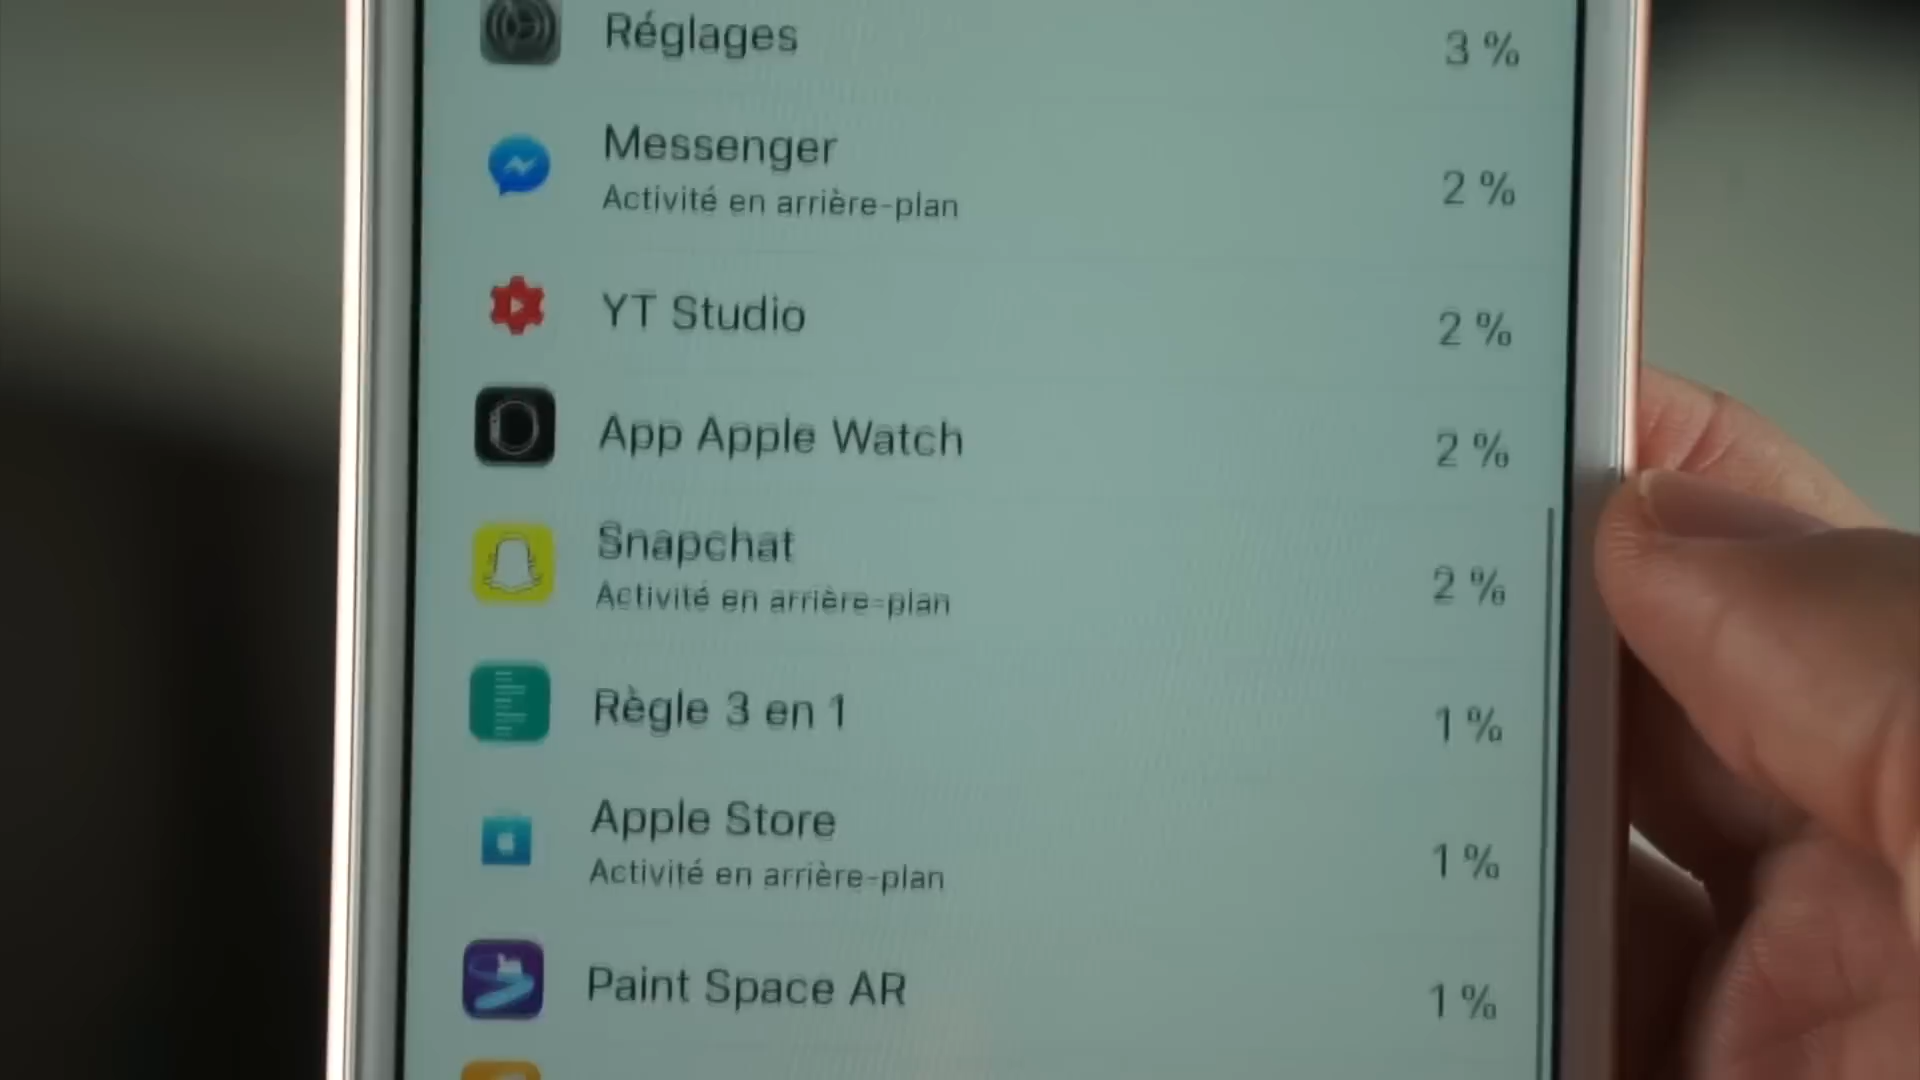 Réglages
3 %
Messenger
Activité en arrière-plan
2 %
YT Studio
2 %
App Apple Watch
2 %
Snapchat
Activité en arrière-plan
2 %
Règle 3 en 1
1 %
Apple Store
Activité en arrière-plan
1 %
Paint Space AR
1 %